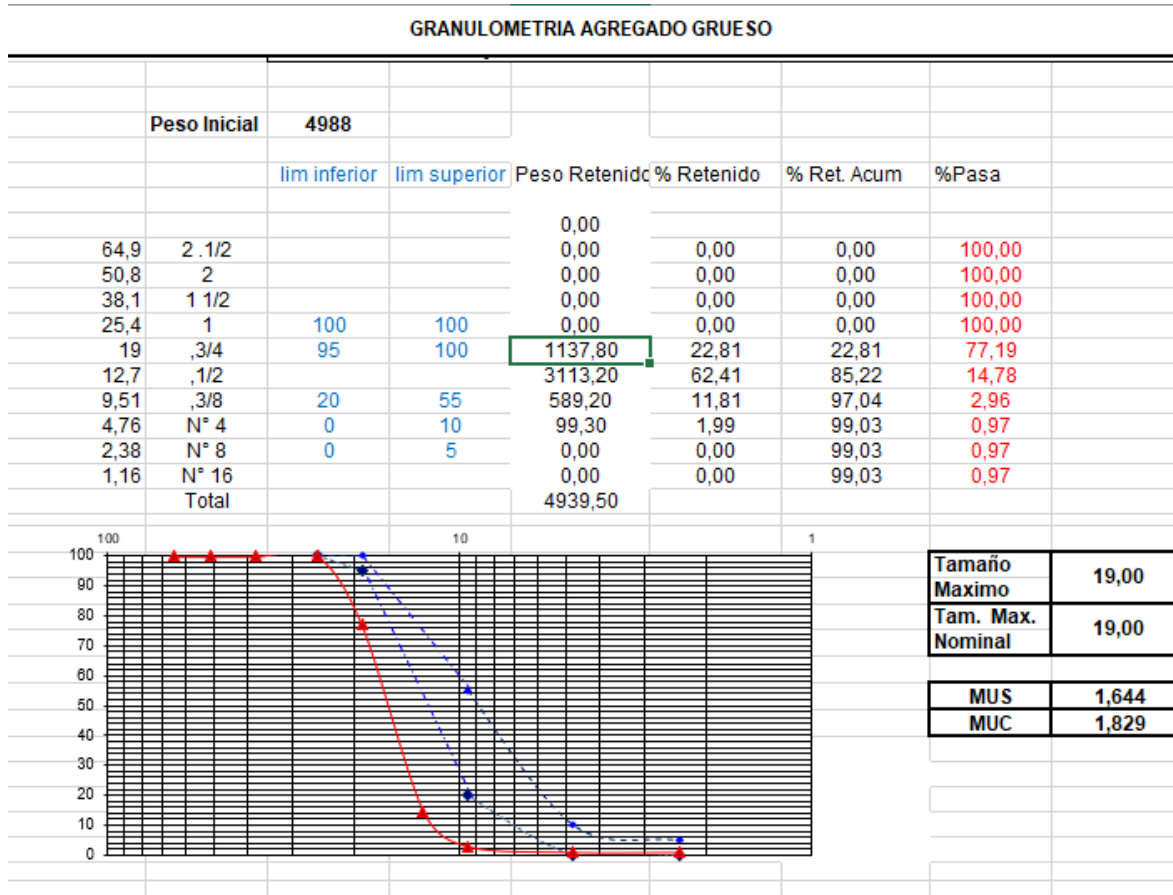 GRANULOMETRIA AGREGADO GRUESO
Peso Inicial 4988
lim inferior lim superior Peso Retenido % Retenido % Ret. Acum %Pasa
0,00
64,9 2 .1/2 0,00 0,00 0,00 100,00
50,8 2 0,00 0,00 0,00 100,00
38,1 1 1/2 0,00 0,00 0,00 100,00
25,4 1 100 100 0,00 0,00 0,00 100,00
19 ,3/4 95 100 1137,80 22,81 22,81 77,19
12,7 ,1/2 3113,20 62,41 85,22 14,78
9,51 ,3/8 20 55 589,20 11,81 97,04 2,96
4,76 N° 4 0 10 99,30 1,99 99,03 0,97
2,38 N° 8 0 5 0,00 0,00 99,03 0,97
1,16 N° 16 0,00 0,00 99,03 0,97
Total 4939,50
100 10 1
100
90
80
70
60
50
40
30
20
10
0
Tamaño
Maximo 19,00
Tam. Max.
Nominal 19,00
MUS 1,644
MUC 1,829